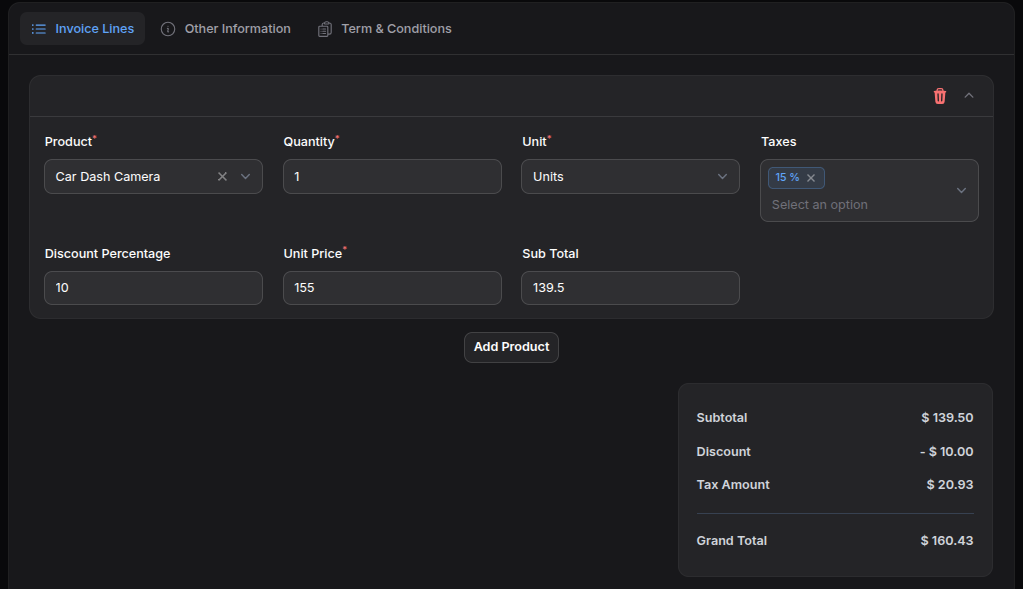 Invoice Lines Other Information Term & Conditions
Product* Quantity* Unit* Taxes
Car Dash Camera 1 Units 15 %
Select an option
Discount Percentage Unit Price* Sub Total
10 155 139.5
Add Product
Subtotal $ 139.50
Discount - $ 10.00
Tax Amount $ 20.93
Grand Total $ 160.43